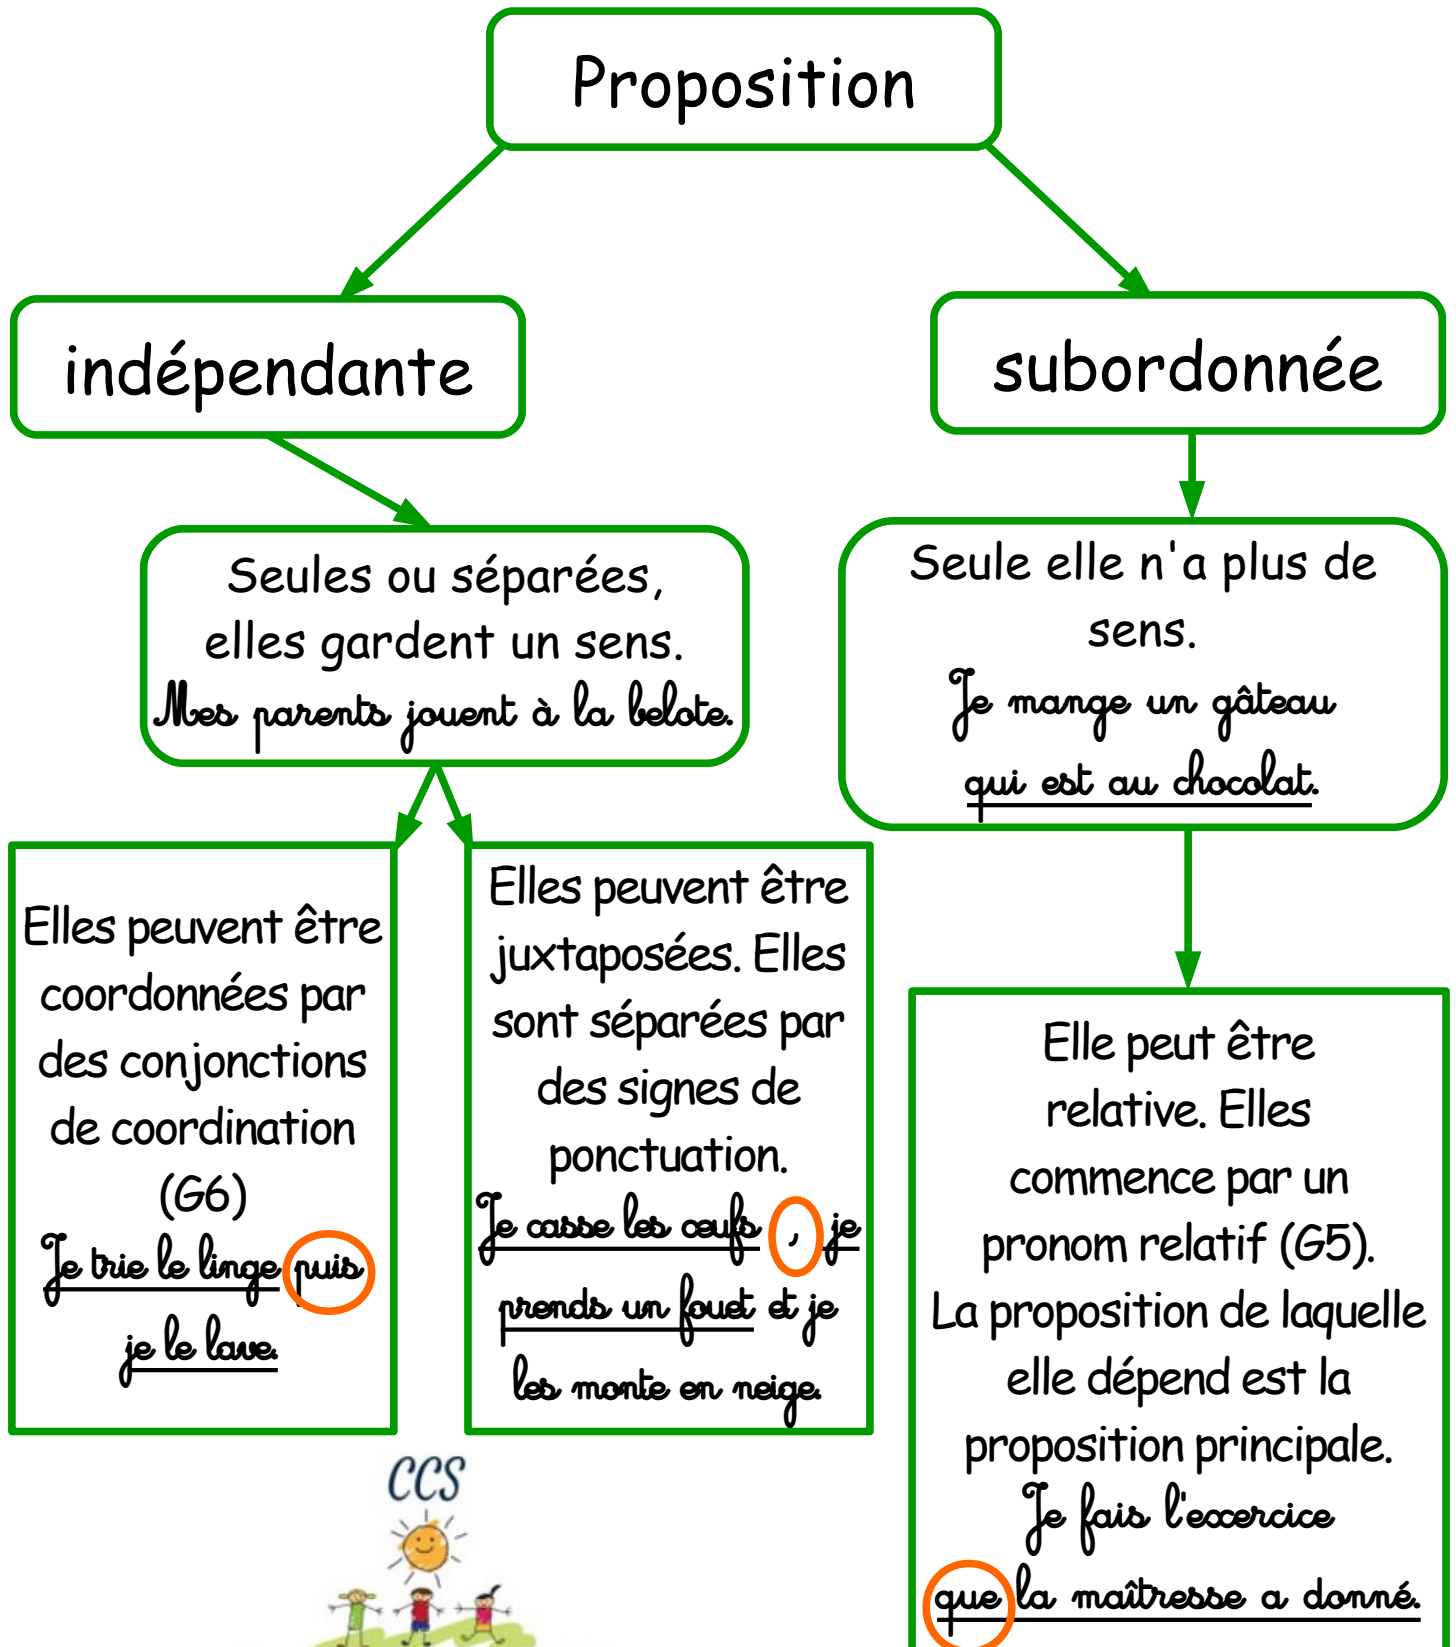 Proposition
indépendante
subordonnée
Seules ou séparées,
elles gardent un sens.
Mes parents jouent à la belote.
Seule elle n'a plus de
sens.
Je mange un gâteau
qui est au chocolat.
Elles peuvent être
coordonnées par
des conjonctions
de coordination
(G6)
Je trie le linge puis
je le lave.
Elles peuvent être
juxtaposées. Elles
sont séparées par
des signes de
ponctuation.
Je casse les œufs , je
prends un fouet et je
les monte en neige.
Elle peut être
relative. Elles
commence par un
pronom relatif (G5).
La proposition de laquelle
elle dépend est la
proposition principale.
Je fais l'exercice
que la maîtresse a donné.
CCS